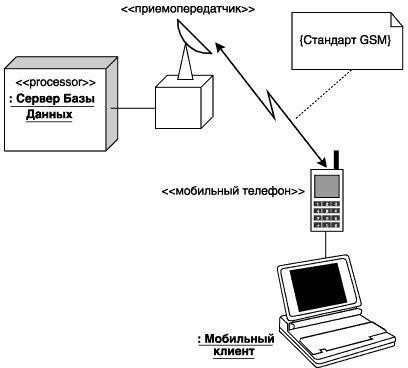 <<приемопередатчик>>
{Стандарт GSM}
<<processor>>
: Сервер Базы
Данных
<<мобильный телефон>>
: Мобильный
клиент